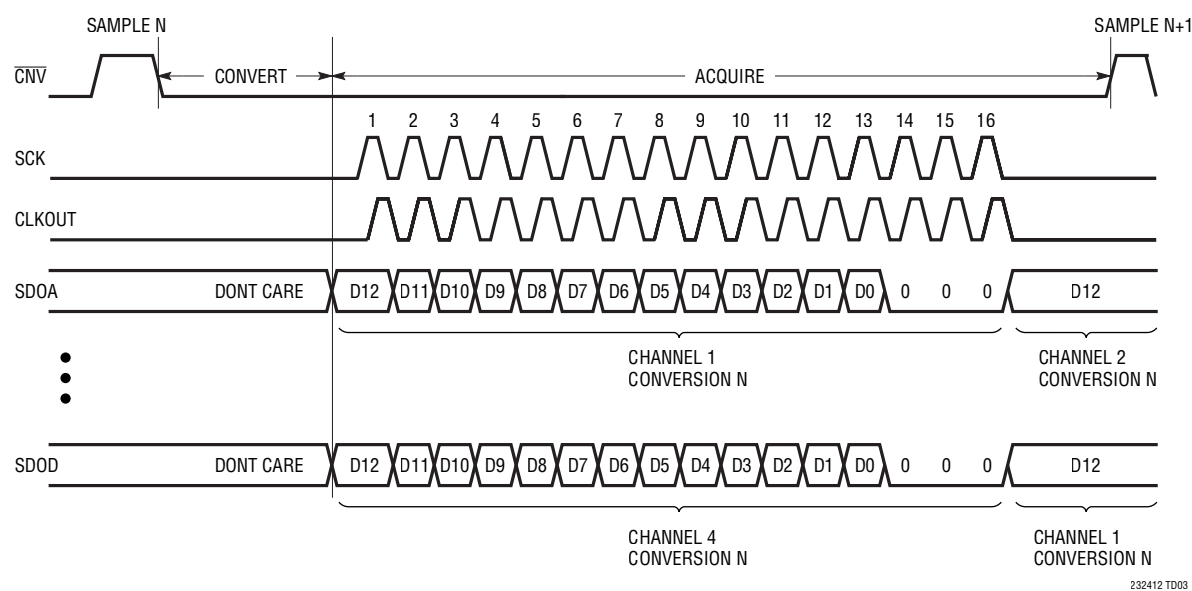 SAMPLE N SAMPLE N+1
CNV CONVERT ACQUIRE
1 2 3 4 5 6 7 8 9 10 11 12 13 14 15 16
SCK
CLKOUT
SDOA DONT CARE D12 D11 D10 D9 D8 D7 D6 D5 D4 D3 D2 D1 D0 0 0 0 D12
CHANNEL 1 CHANNEL 2
CONVERSION N CONVERSION N
SDOD DONT CARE D12 D11 D10 D9 D8 D7 D6 D5 D4 D3 D2 D1 D0 0 0 0 D12
CHANNEL 4 CHANNEL 1
CONVERSION N CONVERSION N
232412 TD03